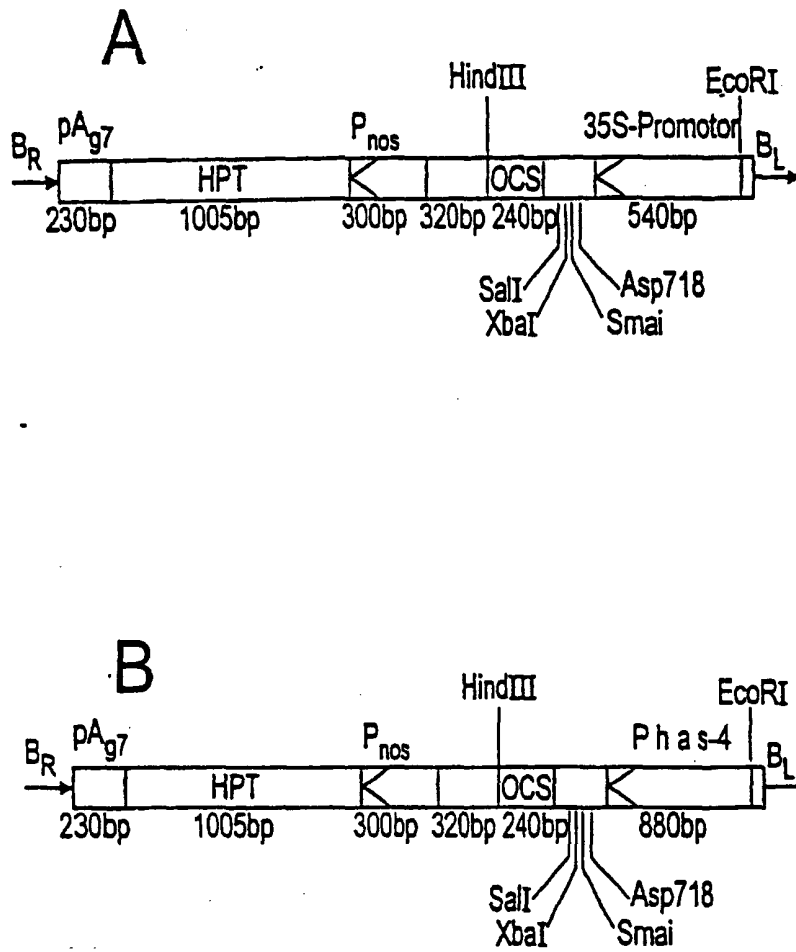 A
HindIII EcoRI
pAg7 Pnos 35S-Promotor
BR BL
HPT OCS
230bp 1005bp 300bp 320bp 240bp 540bp
SalI Asp718
XbaI Smai
B
HindIII EcoRI
pAg7 Pnos Phas-4
BR BL
HPT OCS
230bp 1005bp 300bp 320bp 240bp 880bp
SalI Asp718
XbaI Smai